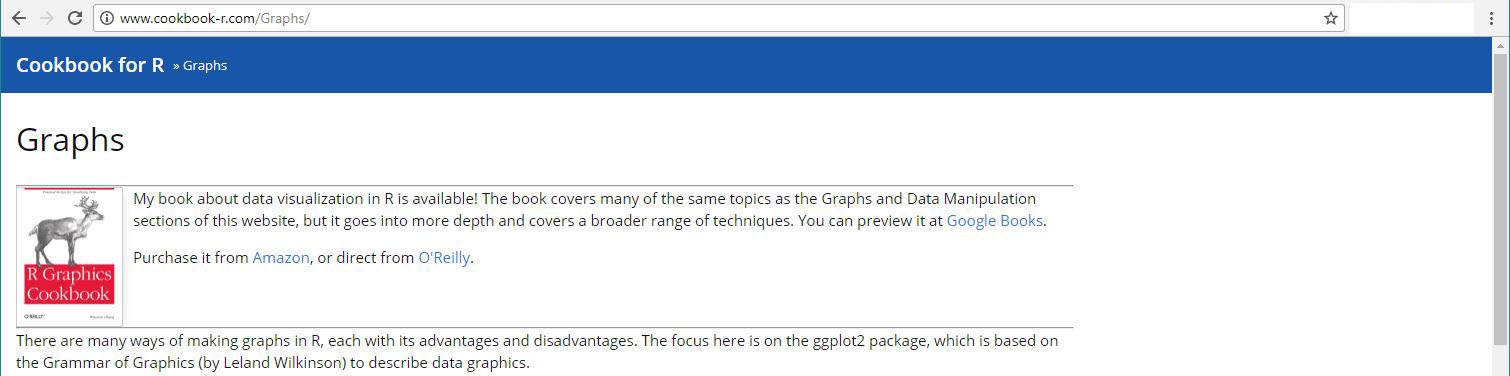 www.cookbook-r.com/Graphs/
Cookbook for R » Graphs
Graphs
My book about data visualization in R is available! The book covers many of the same topics as the Graphs and Data Manipulation
sections of this website, but it goes into more depth and covers a broader range of techniques. You can preview it at Google Books.
Purchase it from Amazon, or direct from O'Reilly.
R Graphics
Cookbook
O'REILLY
There are many ways of making graphs in R, each with its advantages and disadvantages. The focus here is on the ggplot2 package, which is based on
the Grammar of Graphics (by Leland Wilkinson) to describe data graphics.